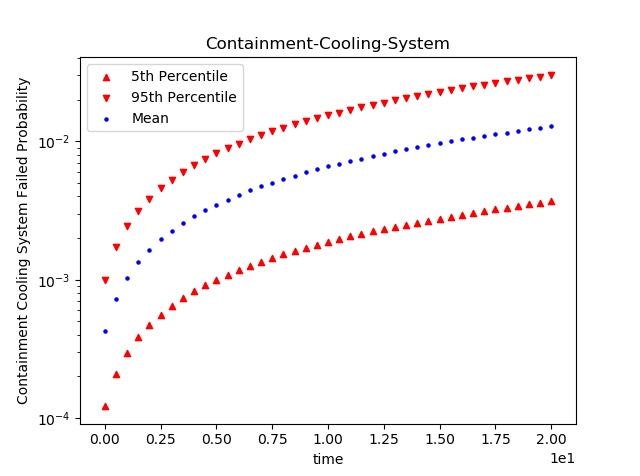 Containment-Cooling-System
5th Percentile
95th Percentile
Mean
Containment Cooling System Failed Probability
10⁻²
10⁻³
10⁻⁴
0.00 0.25 0.50 0.75 1.00 1.25 1.50 1.75 2.00
1e1
time